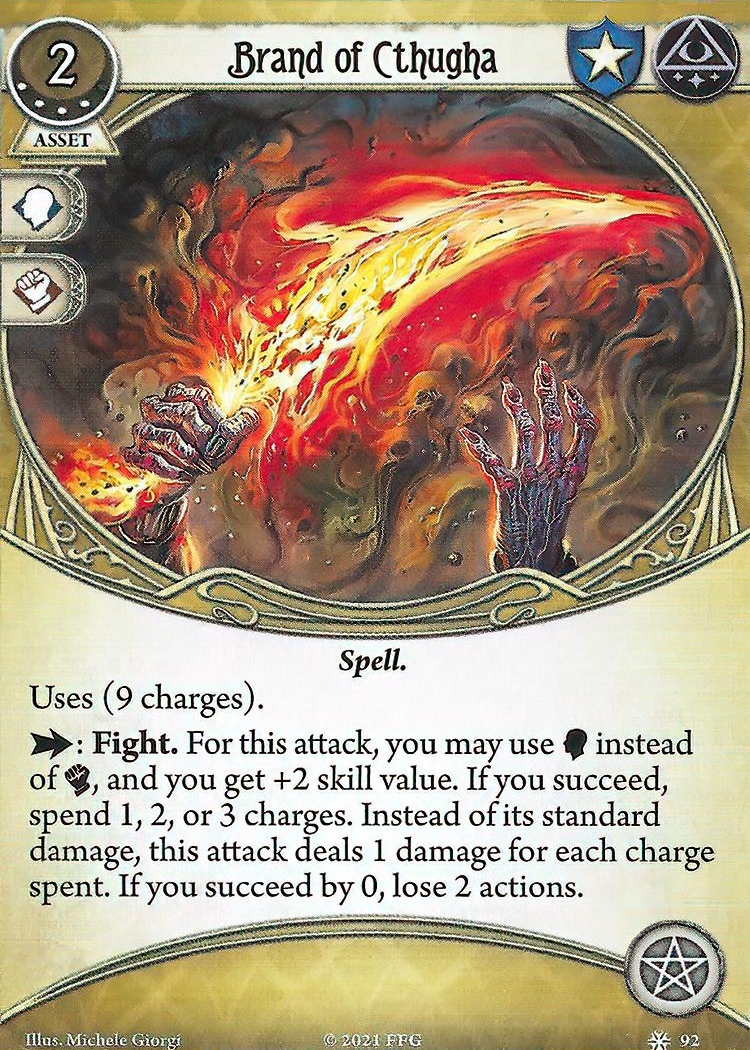 2
Brand of Cthugha
ASSET
Spell.
Uses (9 charges).
: Fight. For this attack, you may use instead
of , and you get +2 skill value. If you succeed,
spend 1, 2, or 3 charges. Instead of its standard
damage, this attack deals 1 damage for each charge
spent. If you succeed by 0, lose 2 actions.
Illus. Michele Giorgi
© 2021 FFG
92